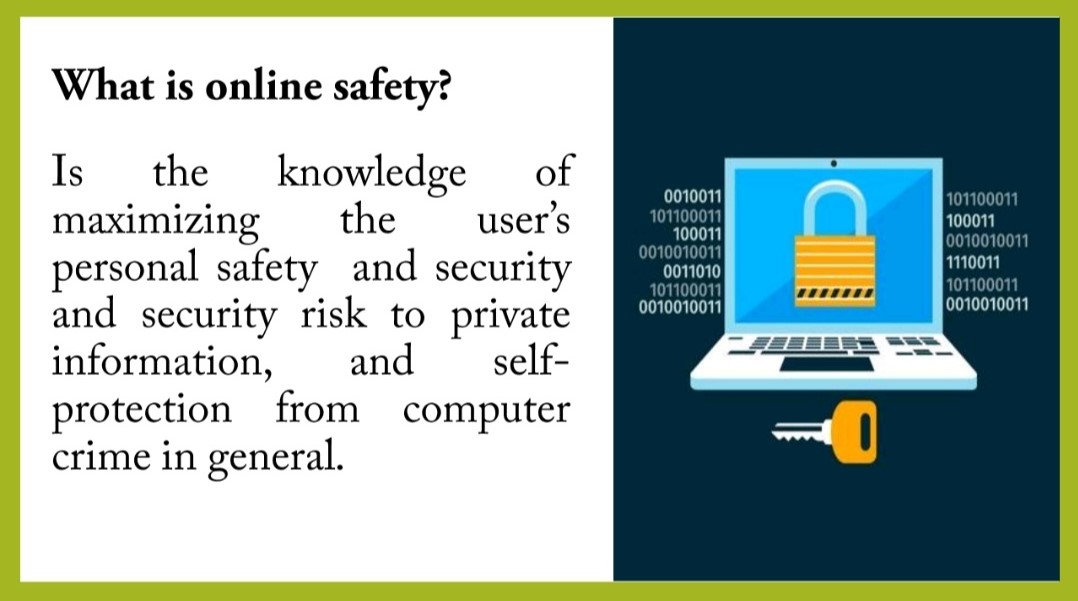 What is online safety?
Is the knowledge of
maximizing the user's
personal safety and security
and security risk to private
information, and self-
protection from computer
crime in general.
0010011
101100011
100011
0010010011
0011010
101100011
0010010011
101100011
100011
0010010011
1110011
101100011
0010010011